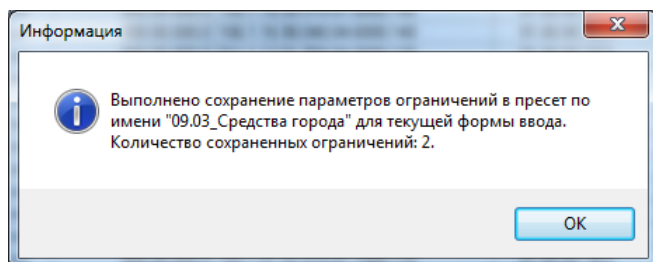 Информация
Выполнено сохранение параметров ограничений в пресет по
имени "09.03_Средства города" для текущей формы ввода.
Количество сохраненных ограничений: 2.
OK